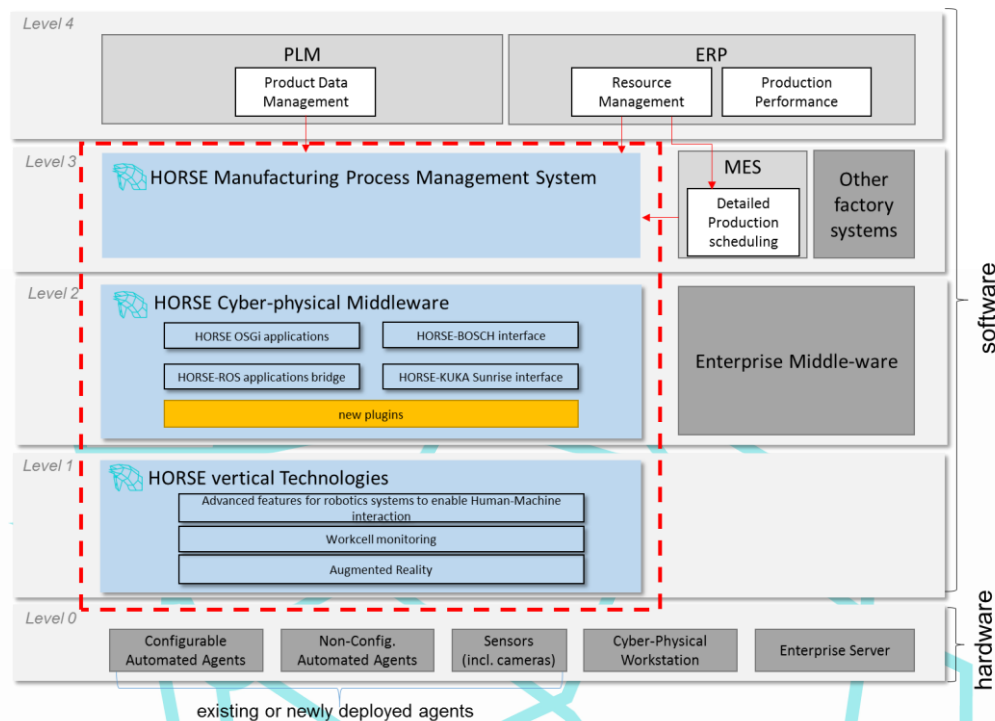 Level 4
PLM
Product Data
Management
ERP
Resource
Management
Production
Performance
Level 3
HORSE Manufacturing Process Management System
MES
Detailed
Production
scheduling
Other
factory
systems
Level 2
HORSE Cyber-physical Middleware
HORSE OSGi applications
HORSE-BOSCH interface
HORSE-ROS applications bridge
HORSE-KUKA Sunrise interface
new plugins
Enterprise Middle-ware
software
Level 1
HORSE vertical Technologies
Advanced features for robotics systems to enable Human-Machine
interaction
Workcell monitoring
Augmented Reality
Level 0
Configurable
Automated Agents
Non-Config.
Automated Agents
Sensors
(incl. cameras)
Cyber-Physical
Workstation
Enterprise Server
hardware
existing or newly deployed agents